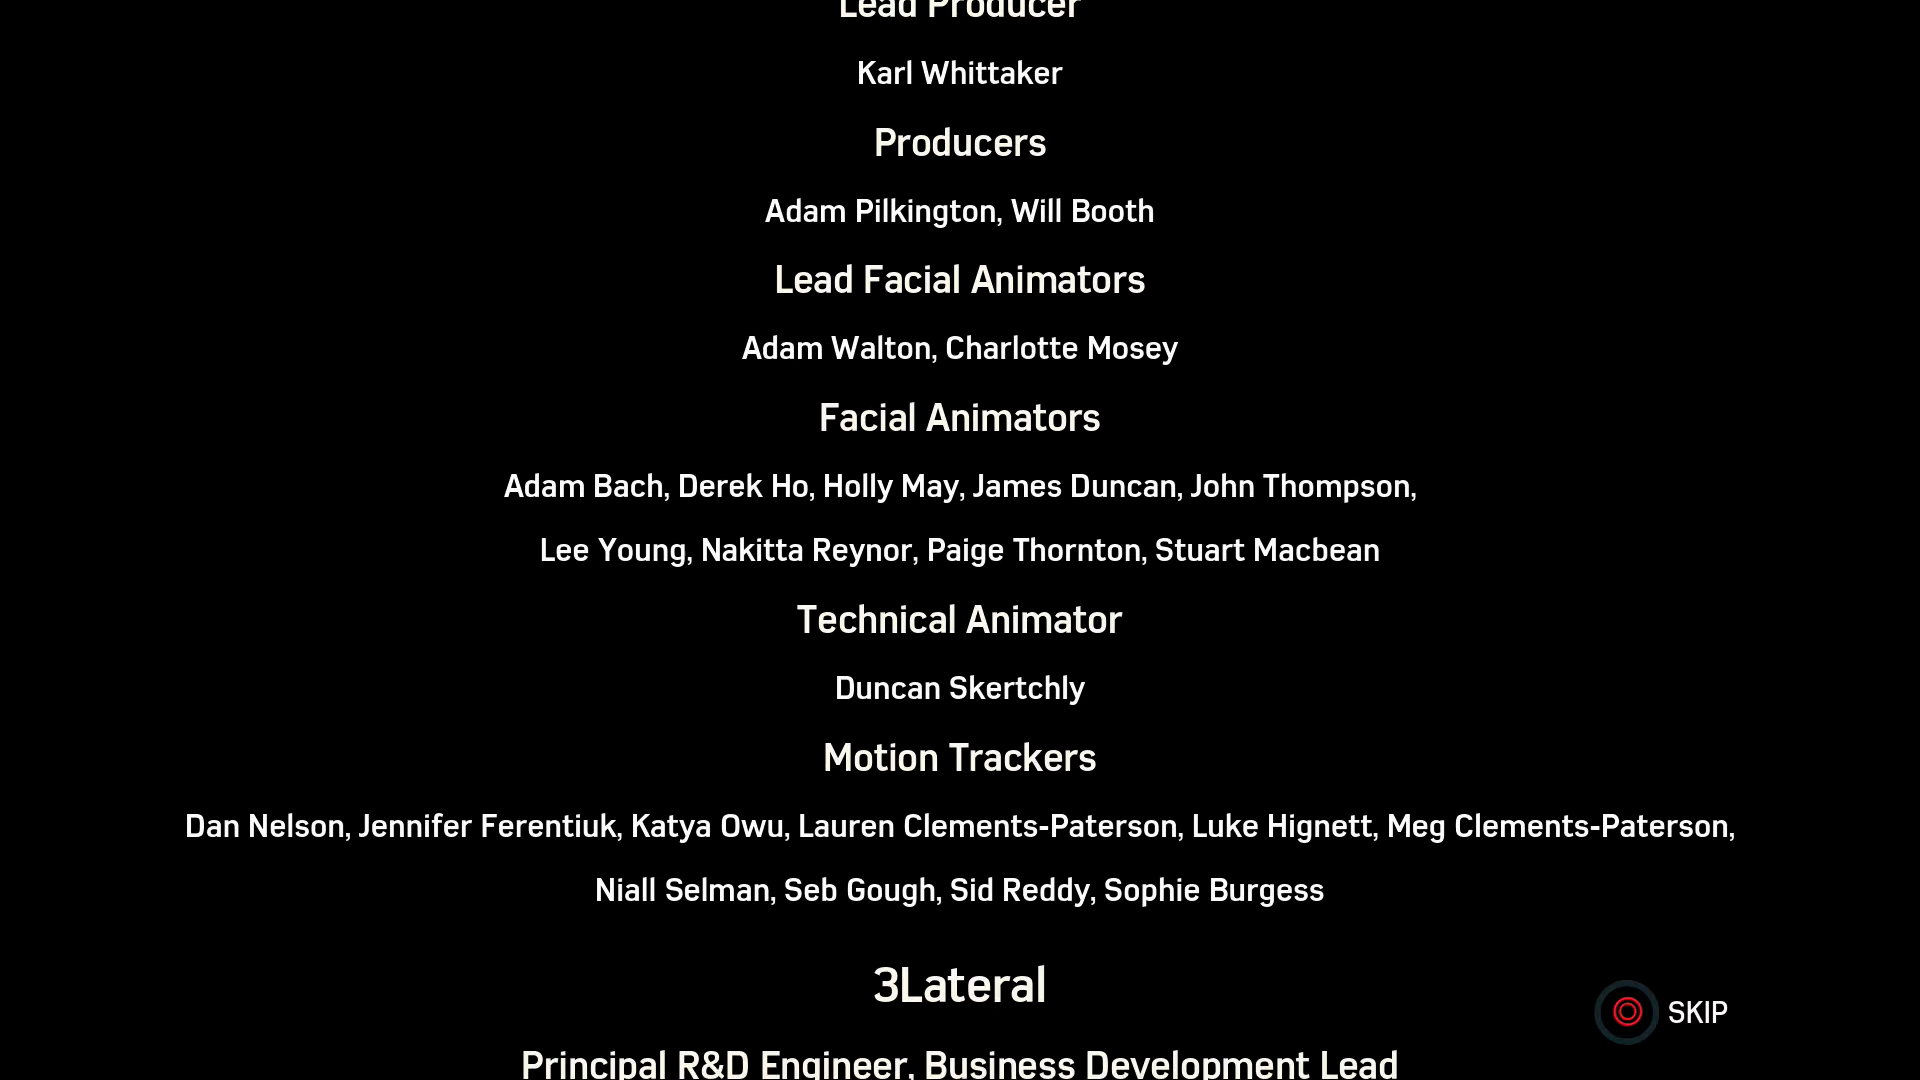 Lead Producer
Karl Whittaker
Producers
Adam Pilkington, Will Booth
Lead Facial Animators
Adam Walton, Charlotte Mosey
Facial Animators
Adam Bach, Derek Ho, Holly May, James Duncan, John Thompson,
Lee Young, Nakitta Reynor, Paige Thornton, Stuart Macbean
Technical Animator
Duncan Skertchly
Motion Trackers
Dan Nelson, Jennifer Ferentiuk, Katya Owu, Lauren Clements-Paterson, Luke Hignett, Meg Clements-Paterson,
Niall Selman, Seb Gough, Sid Reddy, Sophie Burgess
3Lateral
SKIP
Principal R&D Engineer, Business Development Lead